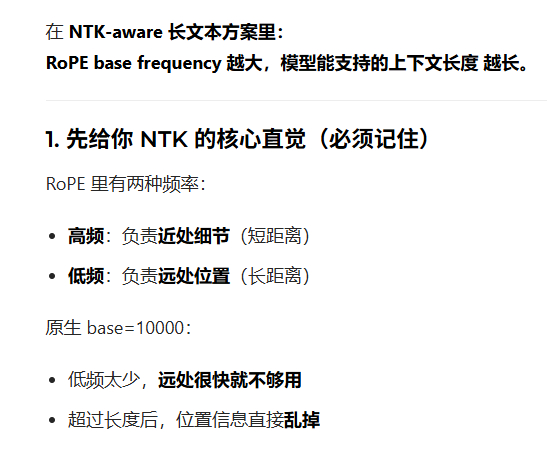 在 NTK-aware 长文本方案里：
RoPE base frequency 越大，模型能支持的上下文长度 越长。
1. 先给你 NTK 的核心直觉（必须记住）
RoPE 里有两种频率：
• 高频：负责近处细节（短距离）
• 低频：负责远处位置（长距离）
原生 base=10000：
• 低频太少，远处很快就不够用
• 超过长度后，位置信息直接乱掉